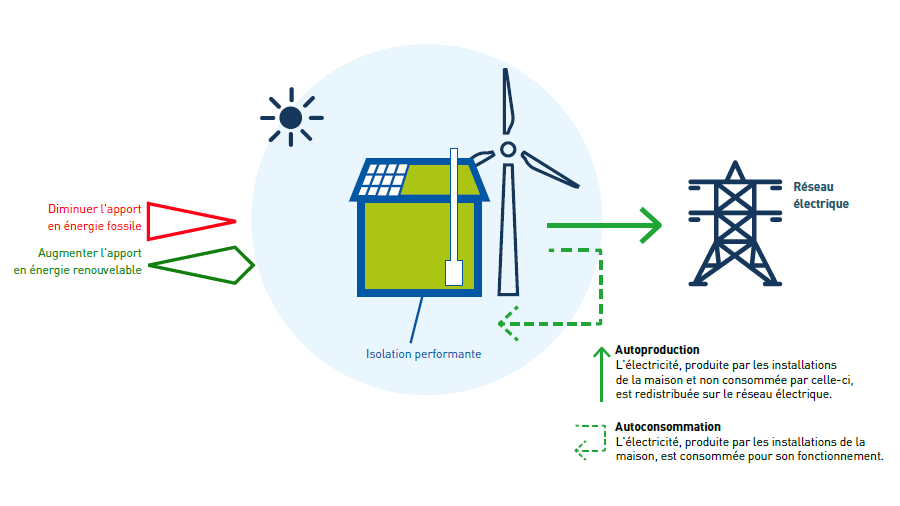 Réseau
électrique
Diminuer l'apport
en énergie fossile
Augmenter l'apport
en énergie renouvelable
Isolation performante
Autoproduction
L'électricité, produite par les installations
de la maison et non consommée par celle-ci,
est redistribuée sur le réseau électrique.
Autoconsommation
L'électricité, produite par les installations de la
maison, est consommée pour son fonctionnement.